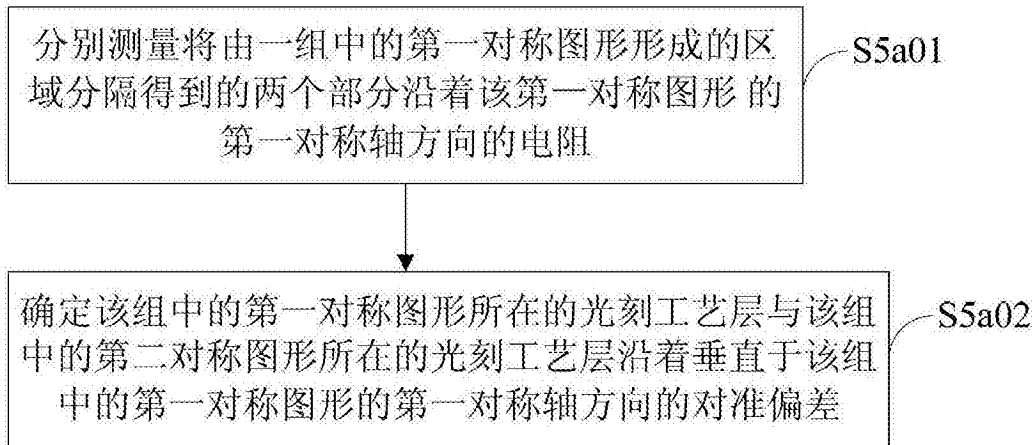 分别测量将由一组中的第一对称图形形成的区
域分隔得到的两个部分沿着该第一对称图形 的
第一对称轴方向的电阻
S5a01
确定该组中的第一对称图形所在的光刻工艺层与该组
中的第二对称图形所在的光刻工艺层沿着垂直于该组
中的第一对称图形的第一对称轴方向的对准偏差
S5a02